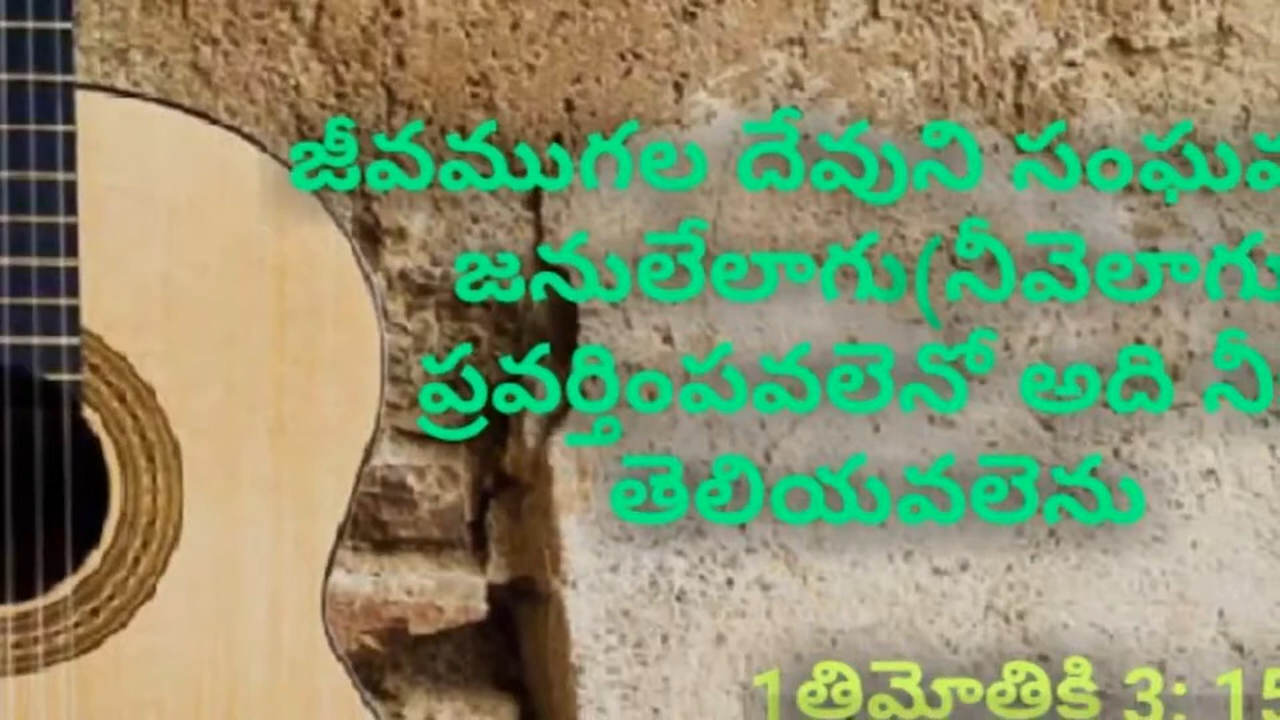 జీవముగల దేవుని
జనులేలాగు(నీవెలాగు
ప్రవర్తింపవలెనో అది నీ
తెలియవలెను
1తిమోతికి 3: 15